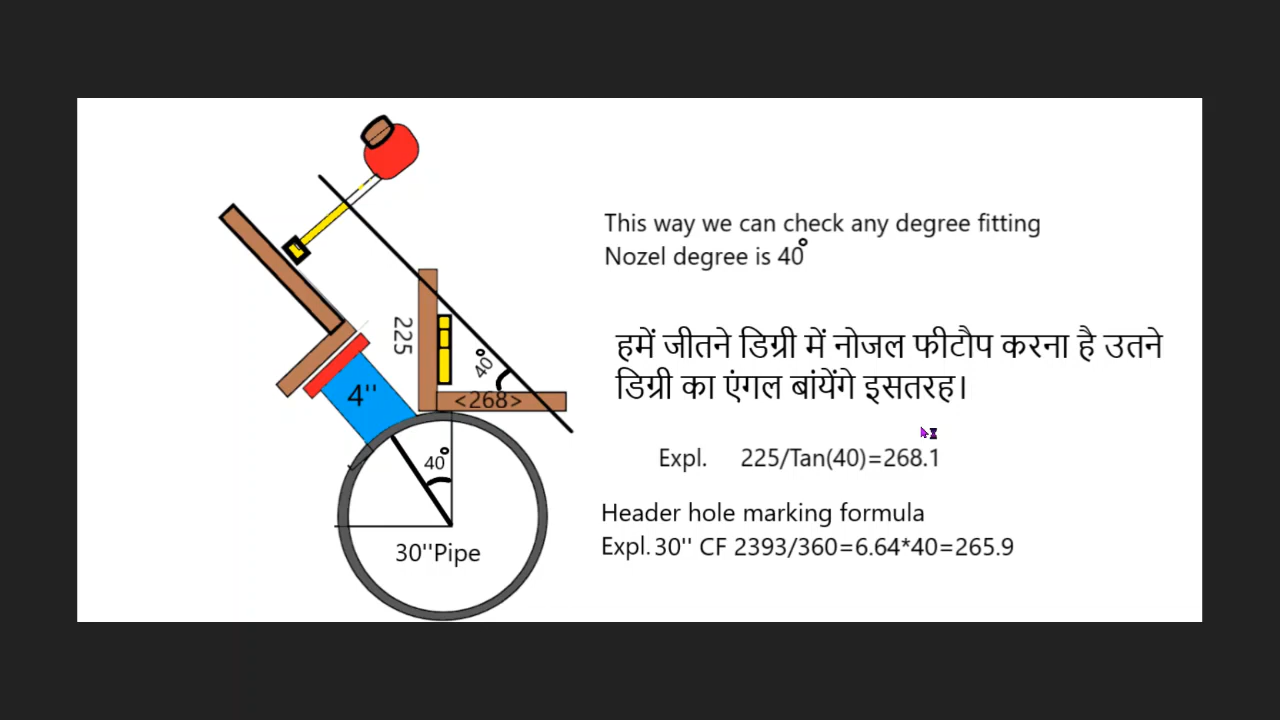 This way we can check any degree fitting
Nozel degree is 40°
हमें जीतने डिग्री में नोजल फीटौप करना है उतने
डिग्री का एंगल बांयेंगे इसतरह।
225
40°
4''
<268>
40°
30''Pipe
Expl. 225/Tan(40)=268.1
Header hole marking formula
Expl. 30'' CF 2393/360=6.64*40=265.9